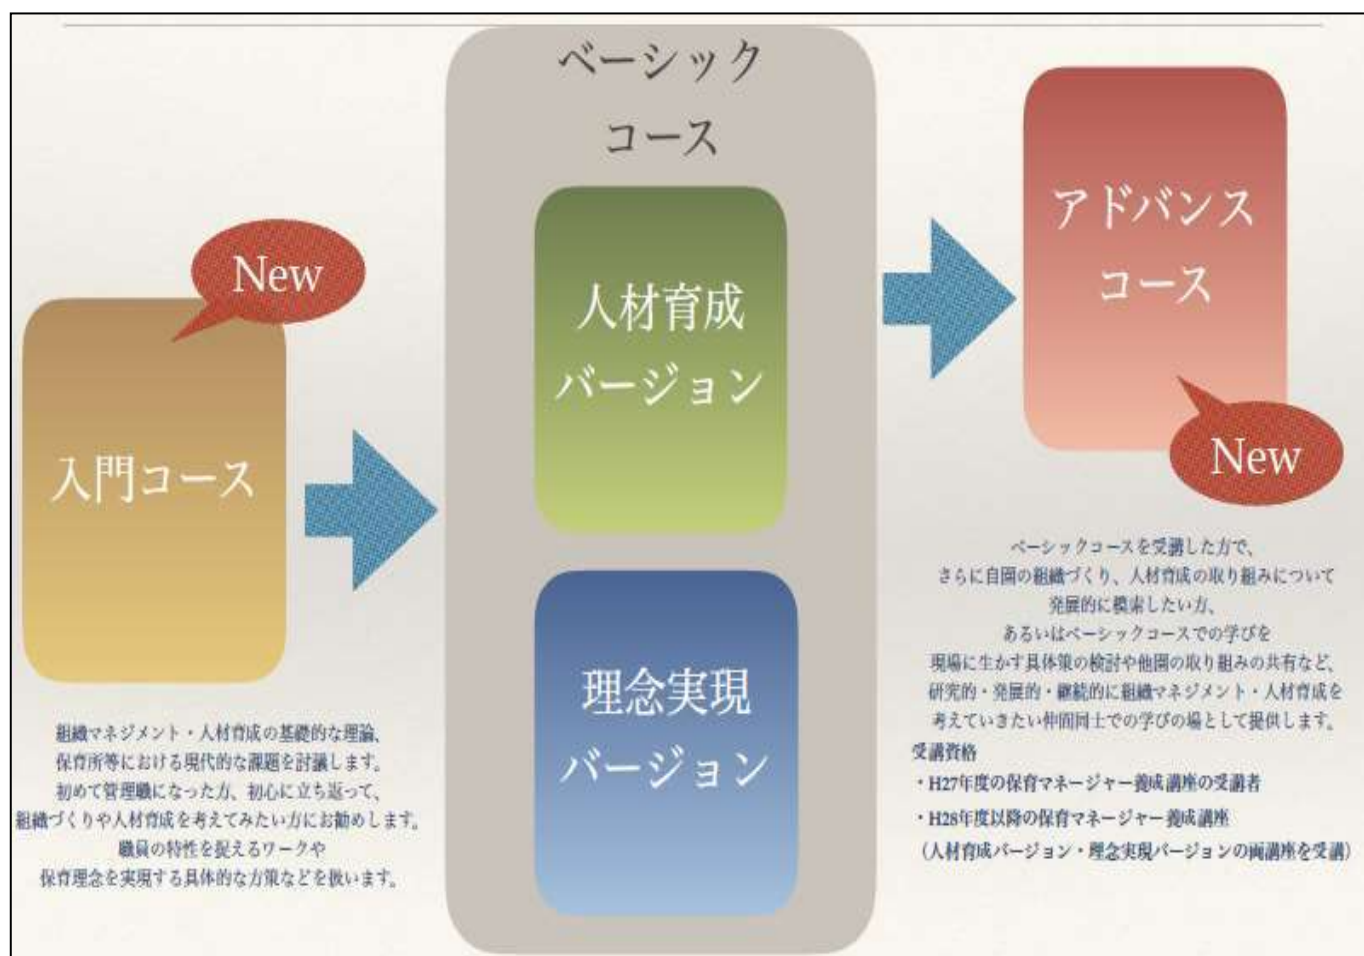 New
入門コース
組織マネジメント・人材育成の基礎的な理論、
保育所等における現代的な課題を討議します。
初めて管理職になった方、初心に立ち返って、
組織づくりや人材育成を考えてみたい方にお勧めします。
職員の特性を捉えるワークや
保育理念を実現する具体的な方策などを扱います。
ベーシック
コース
人材育成
バージョン
理念実現
バージョン
アドバンス
コース
New
ベーシックコースを受講した方で、
さらに自園の組織づくり、人材育成の取り組みについて
発展的に模索したい方、
あるいはベーシックコースでの学びを
現場に生かす具体策の検討や他園の取り組みの共有など、
研究的・発展的・継続的に組織マネジメント・人材育成を
考えていきたい仲間同士での学びの場として提供します。
受講資格
・H27年度の保育マネージャー養成講座の受講者
・H28年度以降の保育マネージャー養成講座
（人材育成バージョン・理念実現バージョンの両講座を受講）